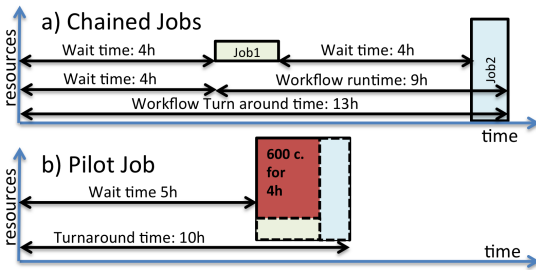 a) Chained Jobs
resources
Wait time: 4h
Job1
Wait time: 4h
Job2
Wait time: 4h
Workflow runtime: 9h
Workflow Turn around time: 13h
time
b) Pilot Job
resources
600 c.
for
4h
Wait time 5h
Turnaround time: 10h
time